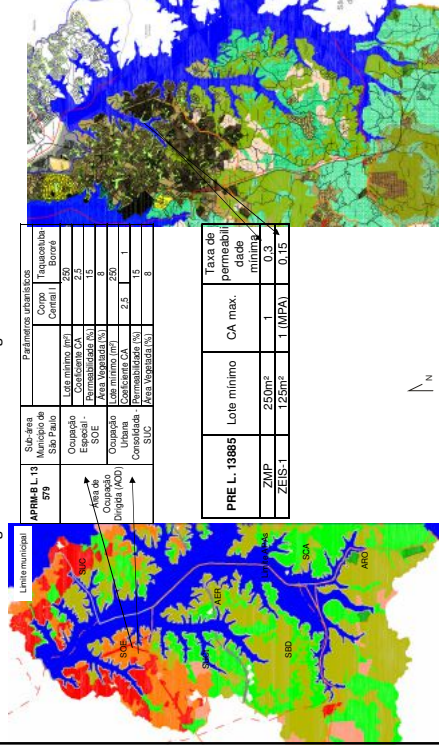 Limite municipal
SUC
SOE
AER
SBD
SCA
ARO
APRM-B L. 13 579
Sub-área Município de São Paulo
Parâmetros urbanísticos
Corpo Central I
Taquacetuba-Bororé
Área de Ocupação Dirigida (AOD)
Ocupação Especial - SOE
Lote mínimo (m²) 250
Coeficiente CA 2,5
Permeabilidade (%) 15
Área Vegetada (%) 8
Ocupação Urbana Consolidada - SUC
Lote mínimo (m²) 250
Coeficiente CA 2,5 1
Permeabilidade (%) 15
Área Vegetada (%) 8
PRE L. 13885 Lote mínimo CA max. Taxa de permeabili dade mínima
ZMP 250m² 1 0,3
ZEIS-1 125m² 1 (MPA) 0,15
N